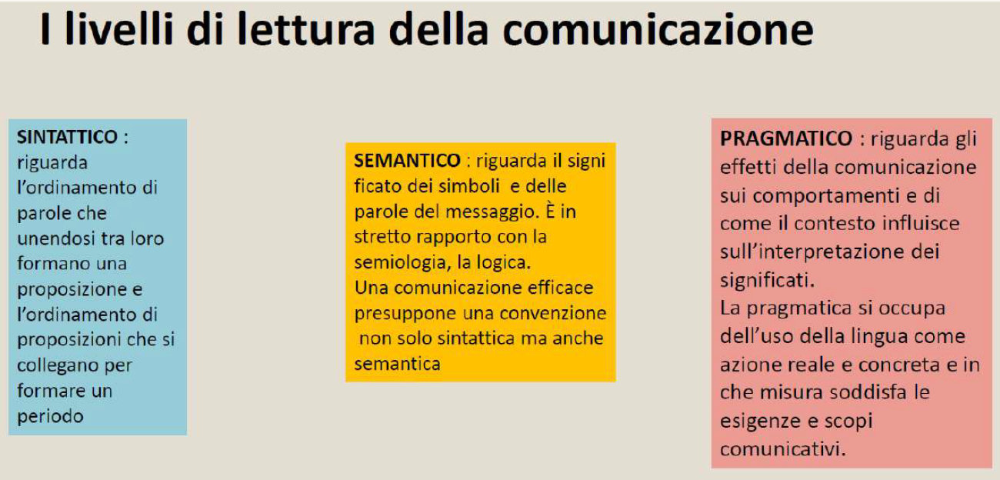 I livelli di lettura della comunicazione
SINTATTICO :
riguarda
l’ordinamento di
parole che
unendosi tra loro
formano una
proposizione e
l’ordinamento di
proposizioni che si
collegano per
formare un
periodo
SEMANTICO : riguarda il signi
ficato dei simboli e delle
parole del messaggio. È in
stretto rapporto con la
semiologia, la logica.
Una comunicazione efficace
presuppone una convenzione
non solo sintattica ma anche
semantica
PRAGMATICO : riguarda gli
effetti della comunicazione
sui comportamenti e di
come il contesto influisce
sull’interpretazione dei
significati.
La pragmatica si occupa
dell’uso della lingua come
azione reale e concreta e in
che misura soddisfa le
esigenze e scopi
comunicativi.